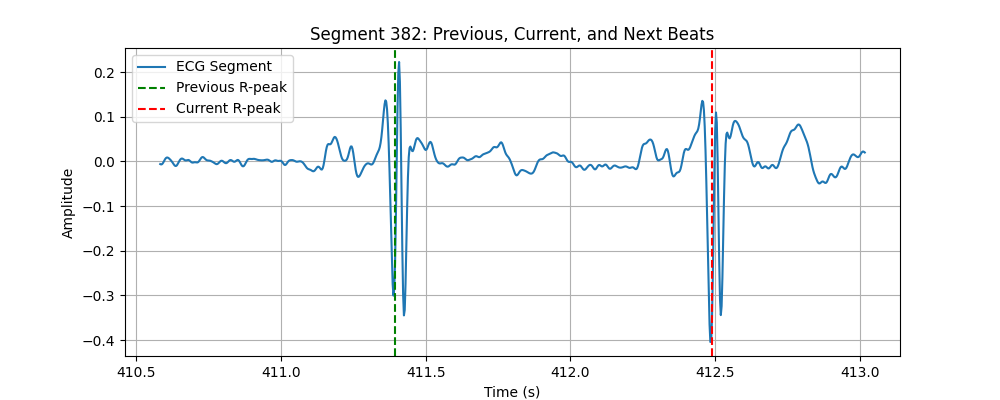 Segment 382: Previous, Current, and Next Beats
ECG Segment
Previous R-peak
Current R-peak
Amplitude
0.2
0.1
0.0
−0.1
−0.2
−0.3
−0.4
410.5 411.0 411.5 412.0 412.5 413.0
Time (s)